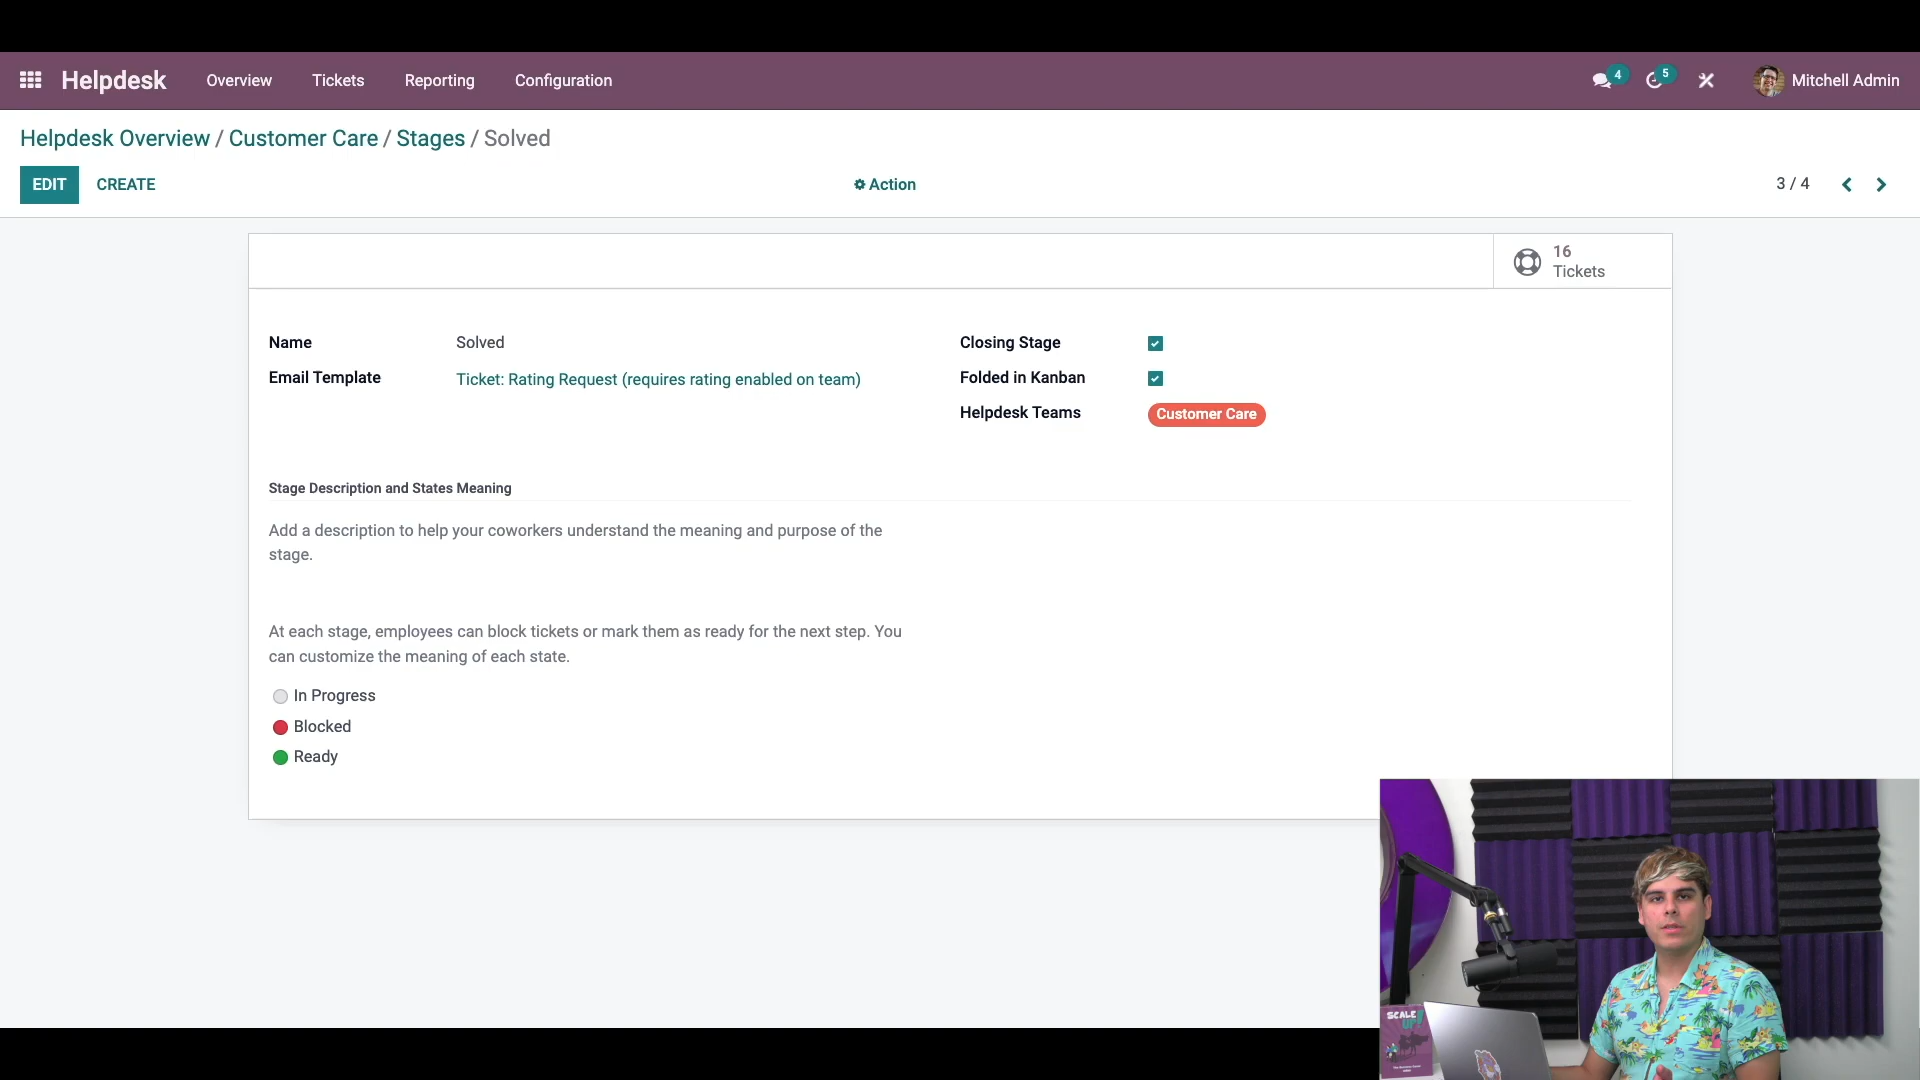 Helpdesk Overview Tickets Reporting Configuration 4 5 Mitchell Admin
Helpdesk Overview / Customer Care / Stages / Solved
EDIT CREATE Action 3 / 4
16
Tickets
Name Solved Closing Stage
Email Template Ticket: Rating Request (requires rating enabled on team) Folded in Kanban
Helpdesk Teams Customer Care
Stage Description and States Meaning
Add a description to help your coworkers understand the meaning and purpose of the
stage.
At each stage, employees can block tickets or mark them as ready for the next step. You
can customize the meaning of each state.
In Progress
Blocked
Ready
SCALE
UP!